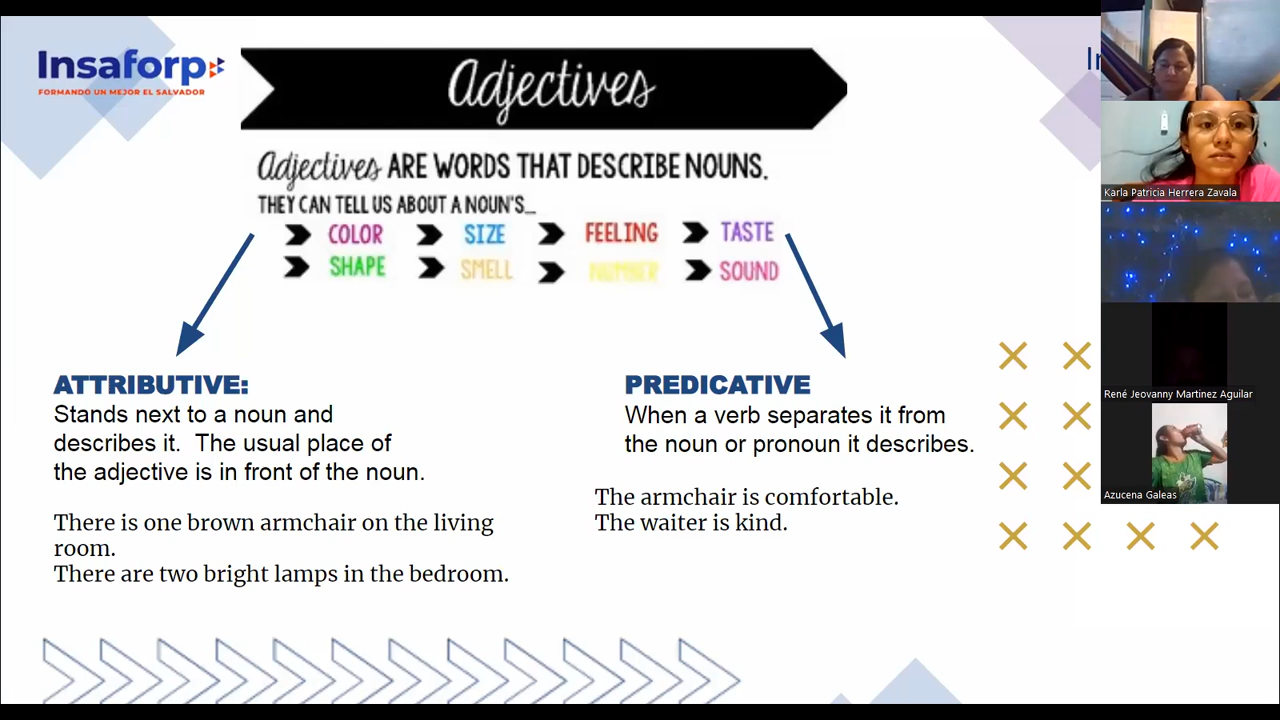 Insaforp
FORMANDO UN MEJOR EL SALVADOR
Adjectives
Adjectives ARE WORDS THAT DESCRIBE NOUNS.
THEY CAN TELL US ABOUT A NOUN'S_
COLOR SIZE FEELING TASTE
SHAPE SMELL NUMBER SOUND
ATTRIBUTIVE:
Stands next to a noun and
describes it. The usual place of
the adjective is in front of the noun.
There is one brown armchair on the living
room.
There are two bright lamps in the bedroom.
PREDICATIVE
When a verb separates it from
the noun or pronoun it describes.
The armchair is comfortable.
The waiter is kind.
Karla Patricia Herrera Zavala
René Jeovanny Martinez Aguilar
Azucena Galeas